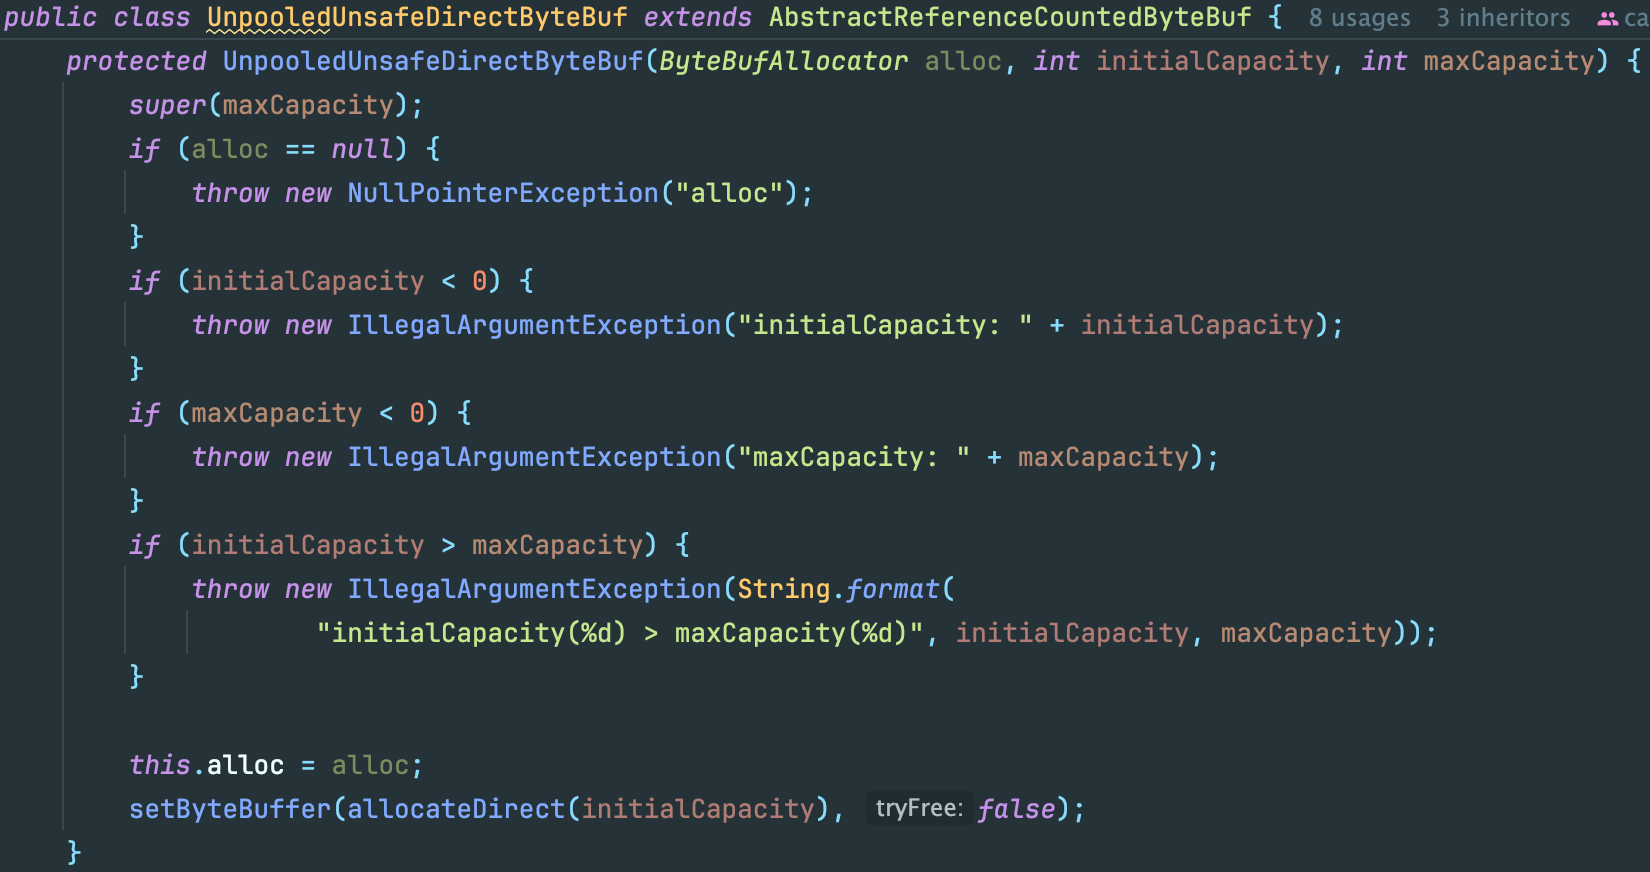 public class UnpooledUnsafeDirectByteBuf extends AbstractReferenceCountedByteBuf { 8 usages 3 inheritors ca
protected UnpooledUnsafeDirectByteBuf(ByteBufAllocator alloc, int initialCapacity, int maxCapacity) {
super(maxCapacity);
if (alloc == null) {
throw new NullPointerException("alloc");
}
if (initialCapacity < 0) {
throw new IllegalArgumentException("initialCapacity: " + initialCapacity);
}
if (maxCapacity < 0) {
throw new IllegalArgumentException("maxCapacity: " + maxCapacity);
}
if (initialCapacity > maxCapacity) {
throw new IllegalArgumentException(String.format(
"initialCapacity(%d) > maxCapacity(%d)", initialCapacity, maxCapacity));
}
this.alloc = alloc;
setByteBuffer(allocateDirect(initialCapacity), tryFree: false);
}